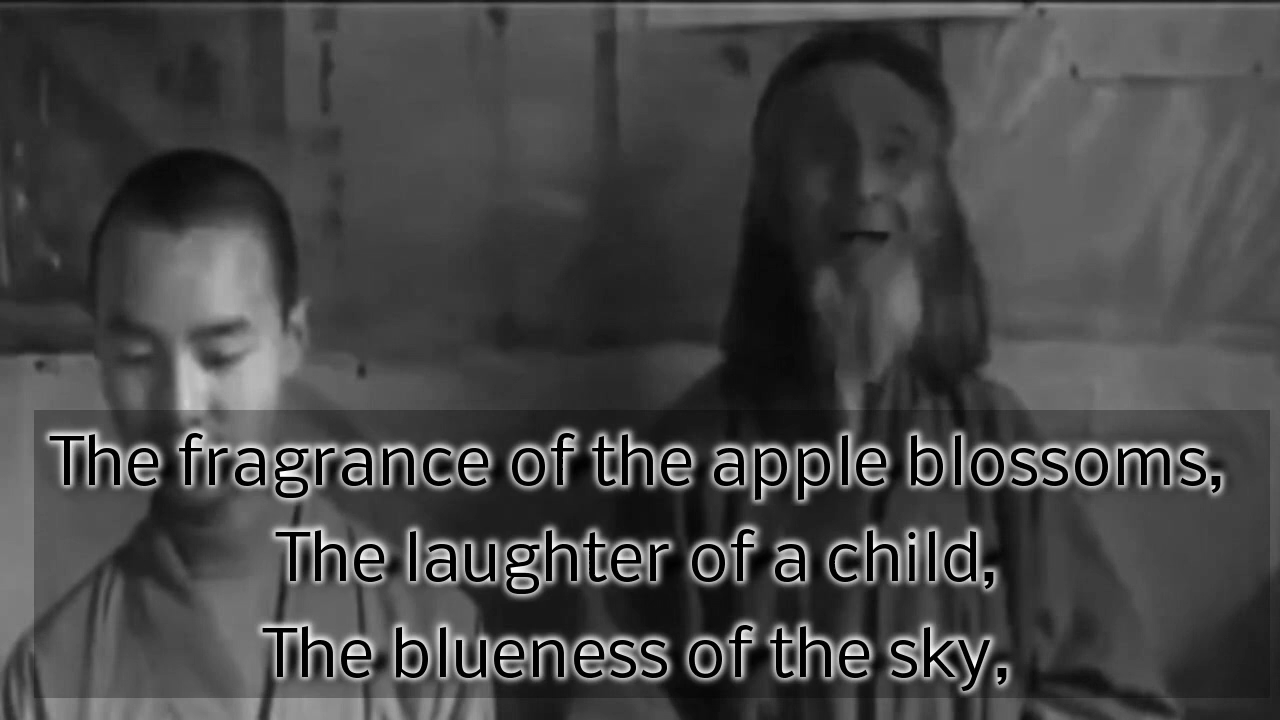 The fragrance of the apple blossoms,
The laughter of a child,
The blueness of the sky,